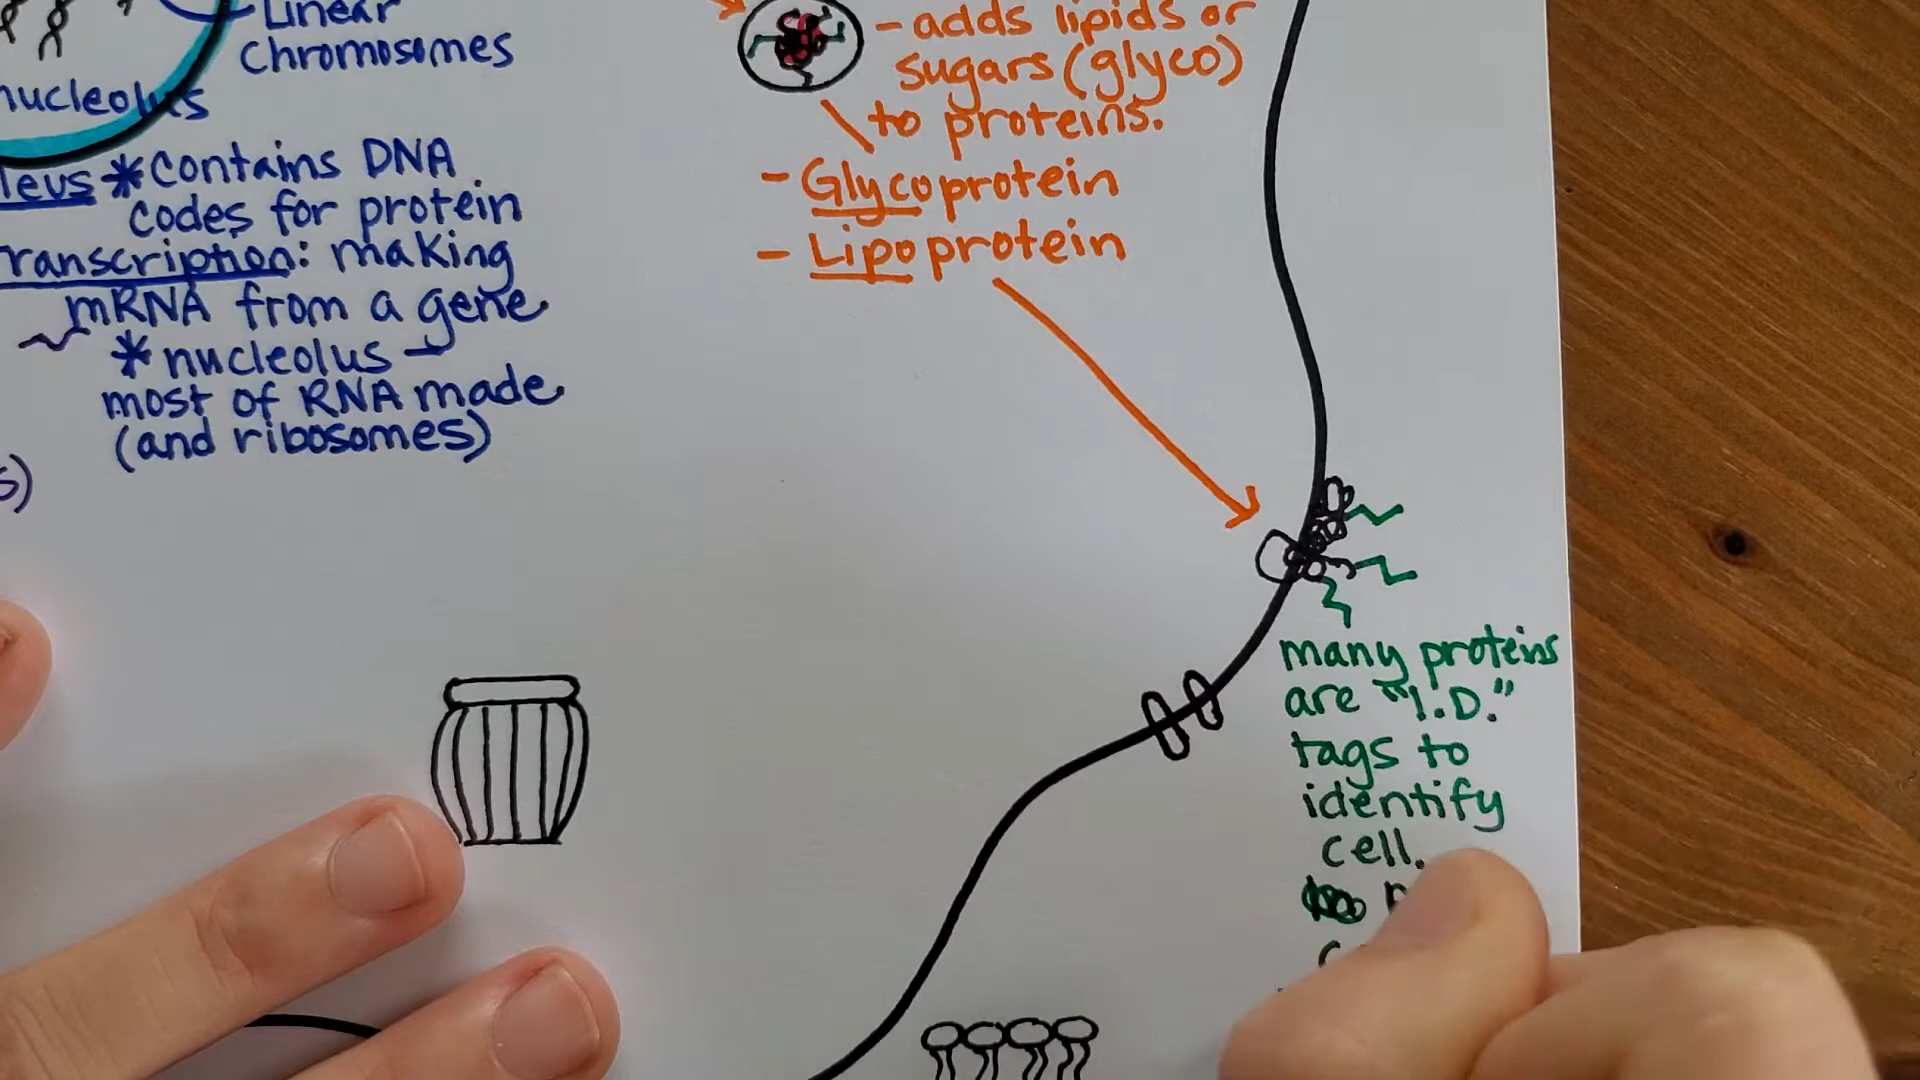 Linear
Chromosomes
nucleolus
*contains DNA
codes for protein
transcription: making
mRNA from a gene
* nucleolus -
most of RNA made
(and ribosomes)
- adds lipids or
sugars (glyco)
to proteins.
- Glycoprotein
- Lipoprotein
many proteins
are "I.D."
tags to
identify
cell.